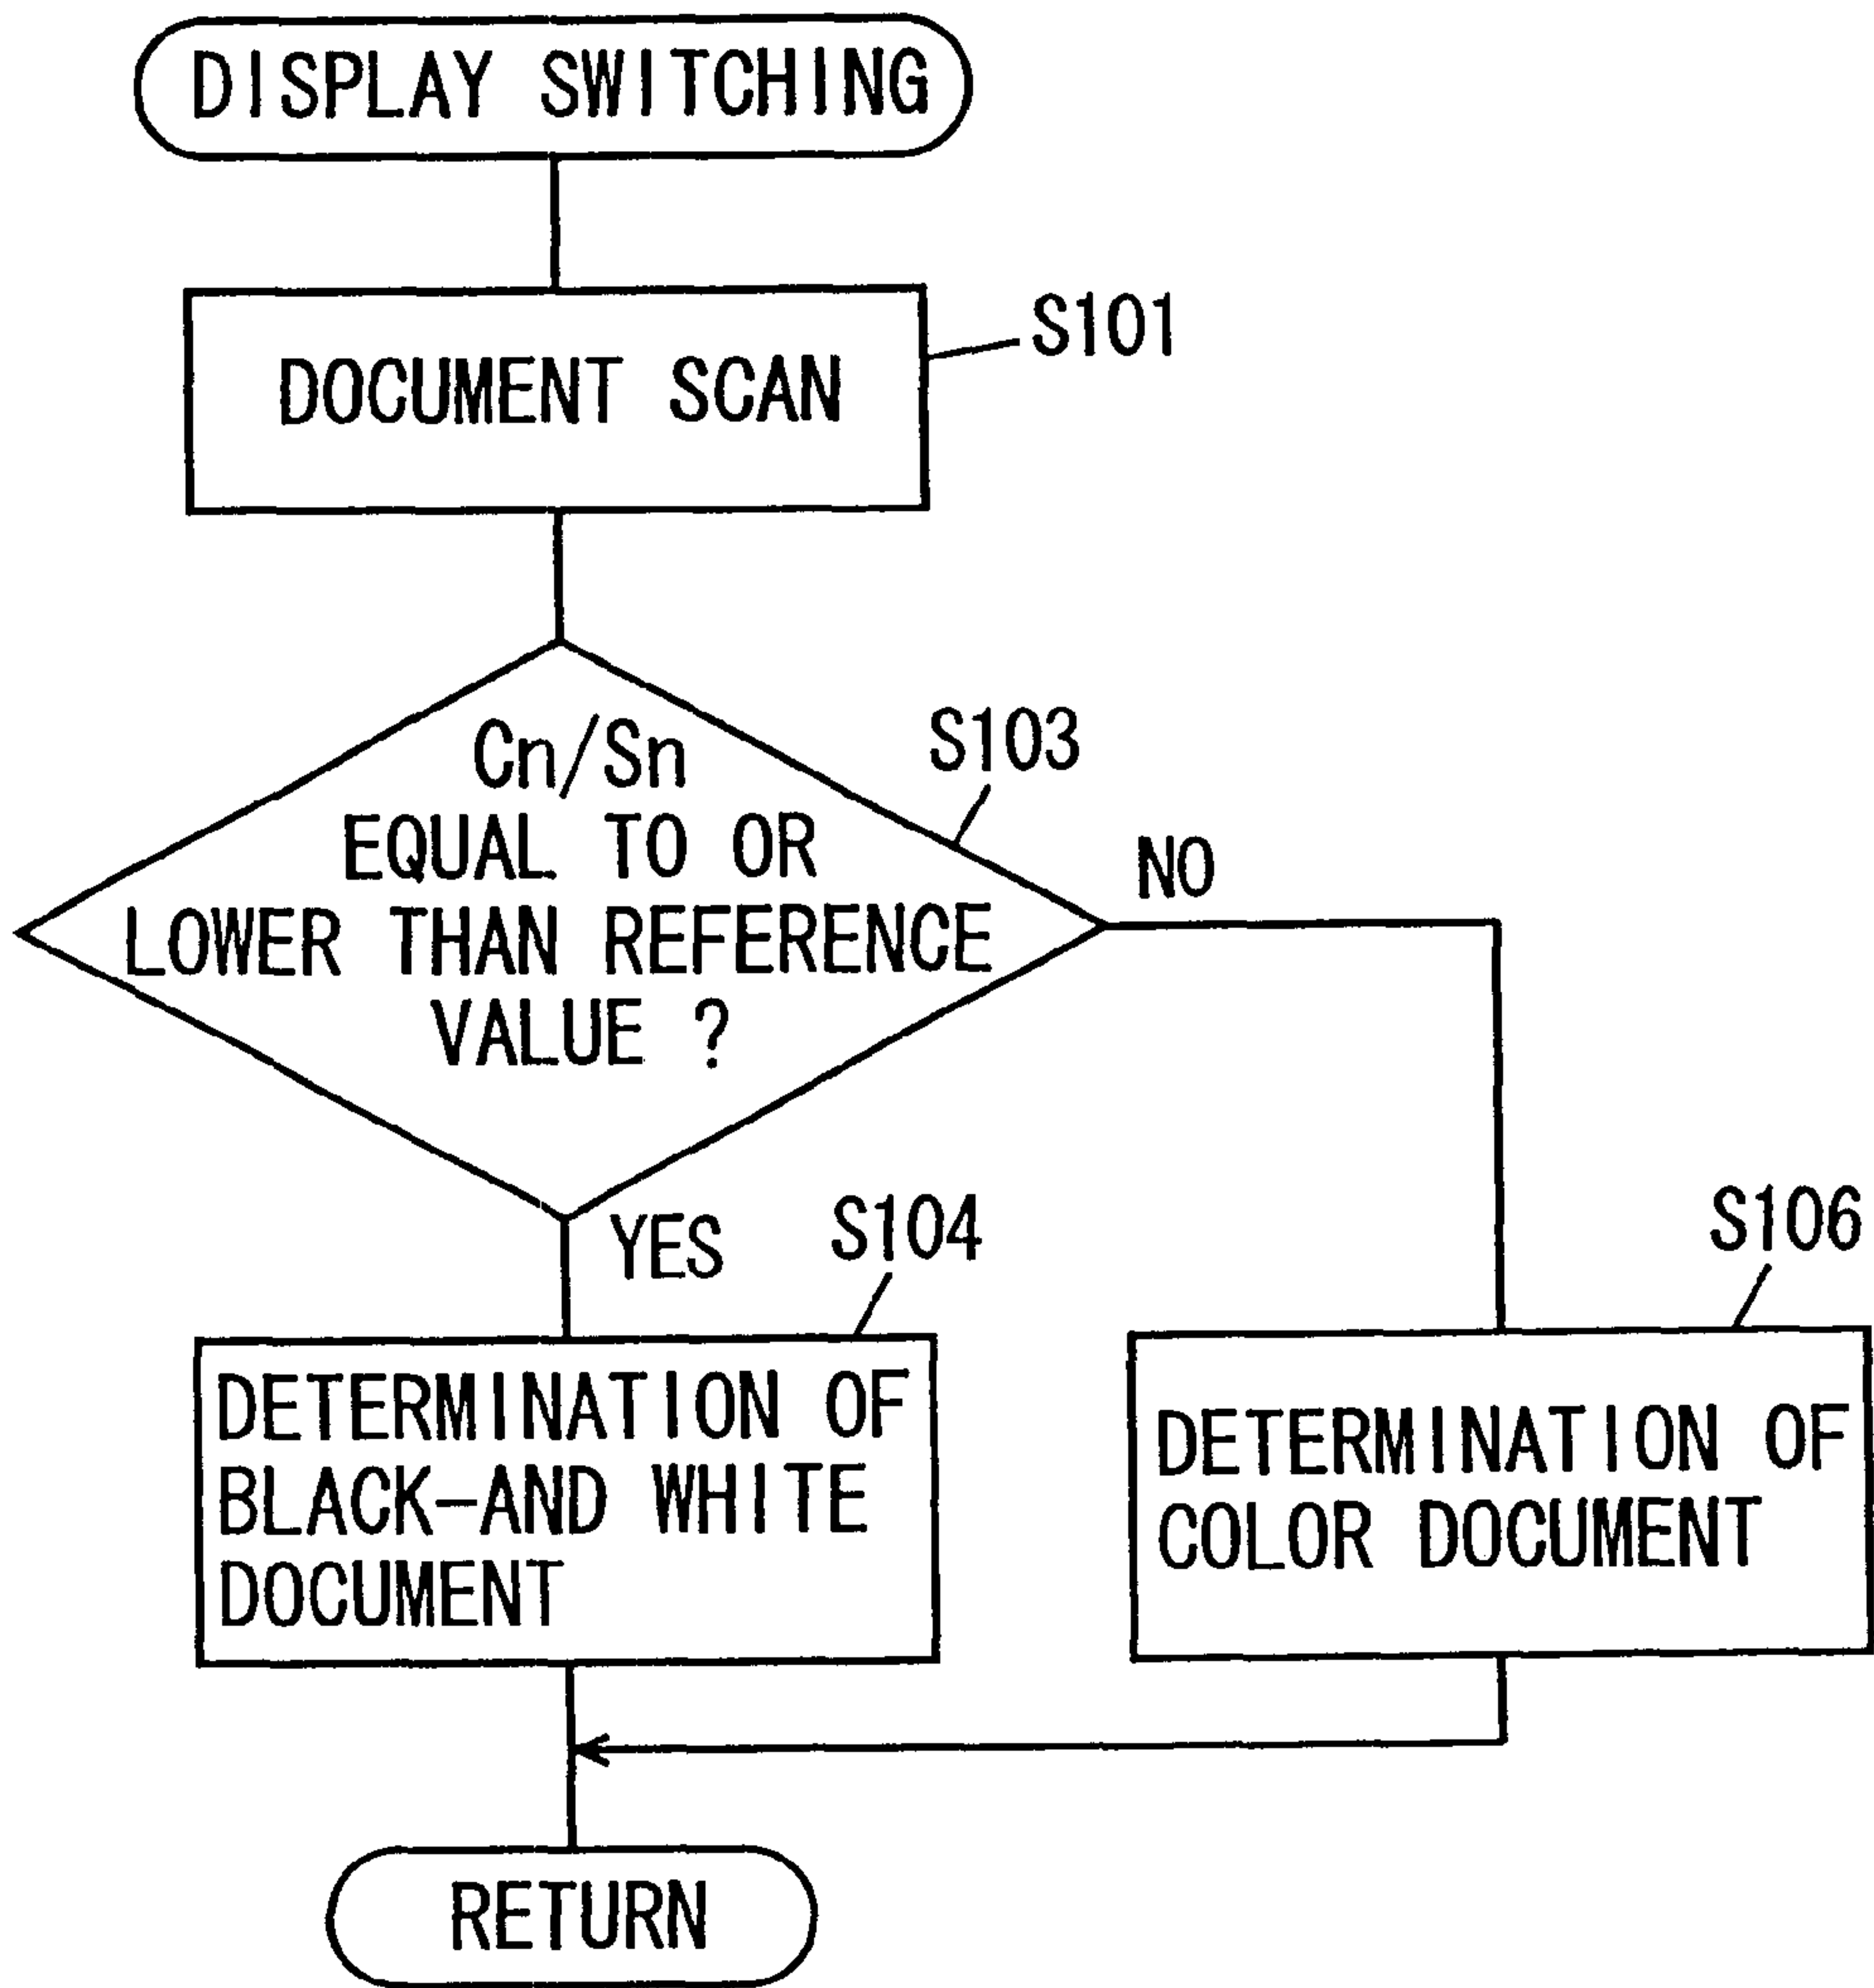 DISPLAY SWITCHING
DOCUMENT SCAN
S101
Cn/Sn
EQUAL TO OR
LOWER THAN REFERENCE
VALUE ?
S103
NO
YES
S104
S106
DETERMINATION OF
BLACK-AND WHITE
DOCUMENT
DETERMINATION OF
COLOR DOCUMENT
RETURN